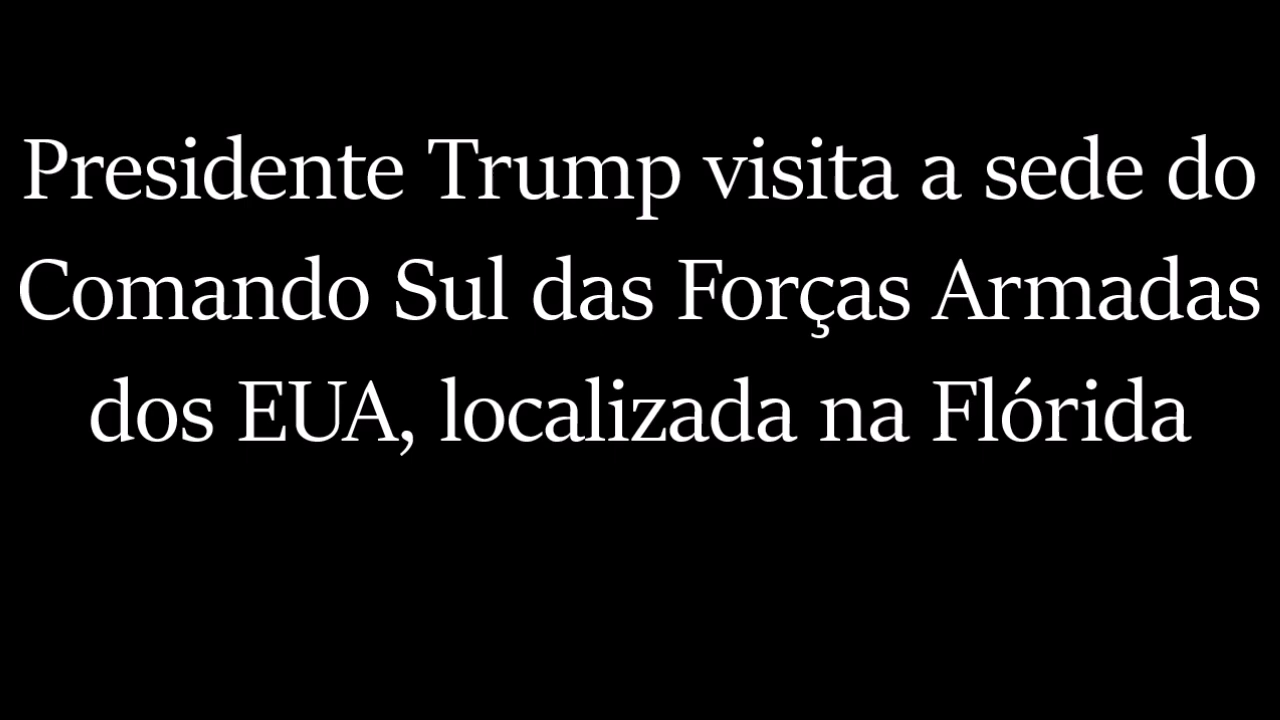 Presidente Trump visita a sede do
Comando Sul das Forças Armadas
dos EUA, localizada na Flórida